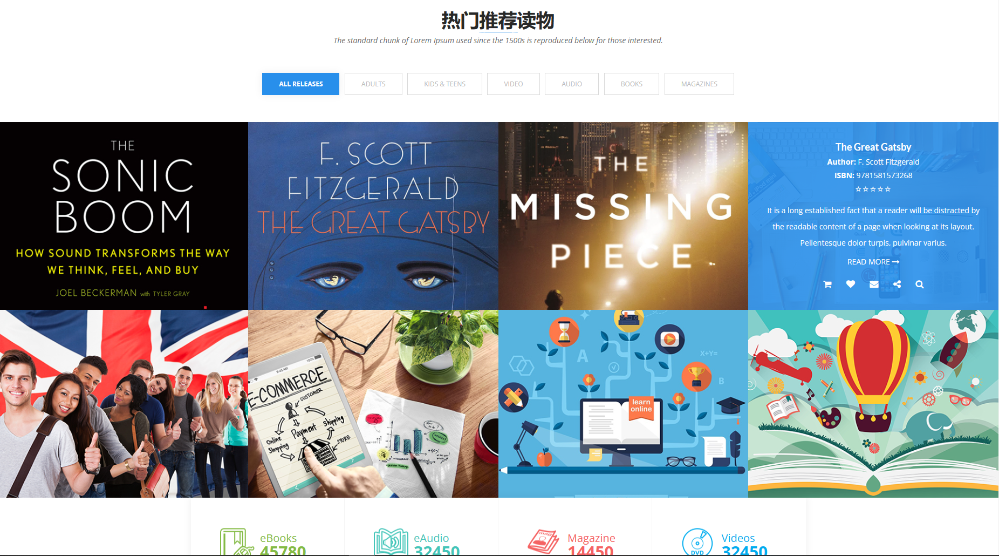 热门推荐读物
The standard chunk of Lorem Ipsum used since the 1500s is reproduced below for those interested.
ALL RELEASES
ADULTS
KIDS & TEENS
VIDEO
AUDIO
BOOKS
MAGAZINES
THE
SONIC
BOOM
HOW SOUND TRANSFORMS THE WAY
WE THINK, FEEL, AND BUY
JOEL BECKERMAN with TYLER GRAY
F. SCOTT
FITZGERALD
THE GREAT GATSBY
THE
MISSING
PIECE
The Great Gatsby
Author: F. Scott Fitzgerald
ISBN: 9781581573268
It is a long established fact that a reader will be distracted by
the readable content of a page when looking at its layout.
Pellentesque dolor turpis, pulvinar varius.
READ MORE
9:45 AM
100%
E-COMMERCE
CUSTOMER
Online
Shopping
Payment
Shipping
STORE
A
X+Y=
B
learn
online
eBooks
45780
eAudio
32450
Magazine
14450
DVD
Videos
32450